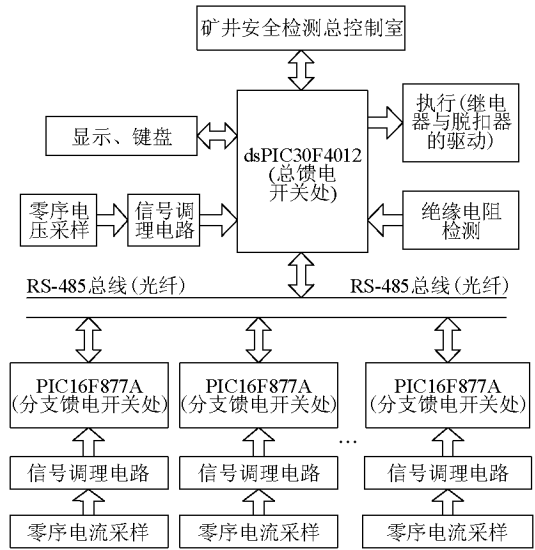 矿井安全检测总控制室
显示、键盘
dsPIC30F4012
(总馈电
开关处)
执行(继电
器与脱扣器
的驱动)
零序电
压采样
信号调
理电路
绝缘电阻
检测
RS-485总线(光纤)
RS-485总线(光纤)
PIC16F877A
(分支馈电开关处)
PIC16F877A
(分支馈电开关处)
PIC16F877A
(分支馈电开关处)
...
信号调理电路
信号调理电路
信号调理电路
零序电流采样
零序电流采样
零序电流采样